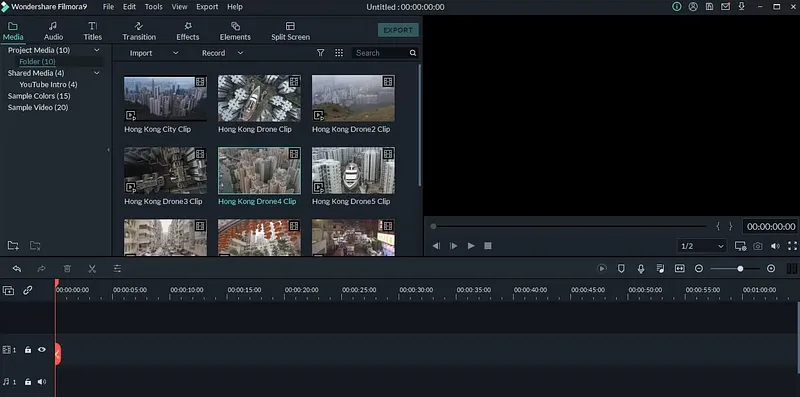 Wondershare Filmora9 File Edit Tools View Export Help Untitled : 00:00:00:00
Media Audio Titles Transition Effects Elements Split Screen EXPORT
Project Media (10)
Folder (10)
Shared Media (4)
YouTube Intro (4)
Sample Colors (15)
Sample Video (20)
Import Record Search
Hong Kong City Clip Hong Kong Drone Clip Hong Kong Drone2 Clip
Hong Kong Drone3 Clip Hong Kong Drone4 Clip Hong Kong Drone5 Clip
00:00:00:00
1/2
00:00:00:00 00:00:05:00 00:00:10:00 00:00:15:00 00:00:20:00 00:00:25:00 00:00:30:00 00:00:35:00 00:00:40:00 00:00:45:00 00:00:50:00 00:00:55:00 00:01:00:00
1
1